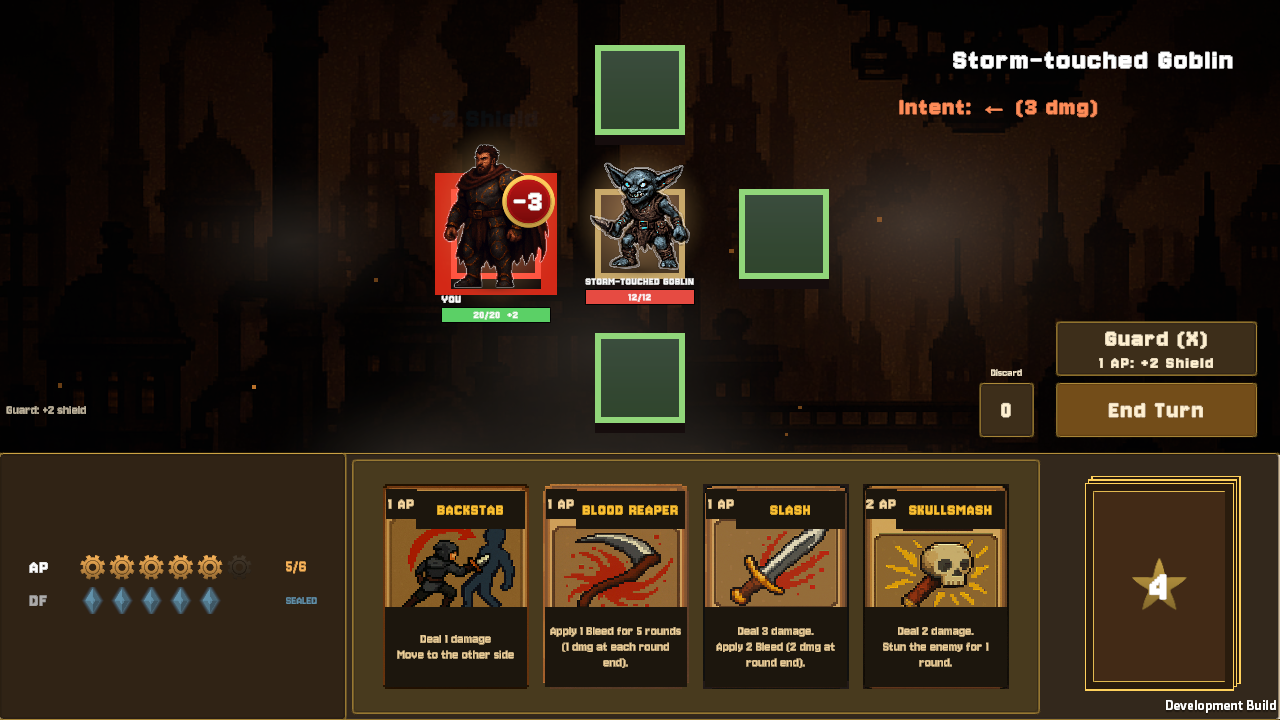 Storm-touched Goblin
Intent: ← (3 dmg)
-3
STORM-TOUCHED GOBLIN
12/12
YOU
20/20 +2
Guard (X)
1 AP: +2 Shield
Discard
0
End Turn
Guard: +2 shield
AP
5/6
DF
SEALED
1 AP
BACKSTAB
Deal 1 damage
Move to the other side
1 AP
BLOOD REAPER
Apply 1 Bleed for 5 rounds
(1 dmg at each round
end).
1 AP
SLASH
Deal 3 damage.
Apply 2 Bleed (2 dmg at
round end).
2 AP
SKULLSMASH
Deal 2 damage.
Stun the enemy for 1
round.
4
Development Build